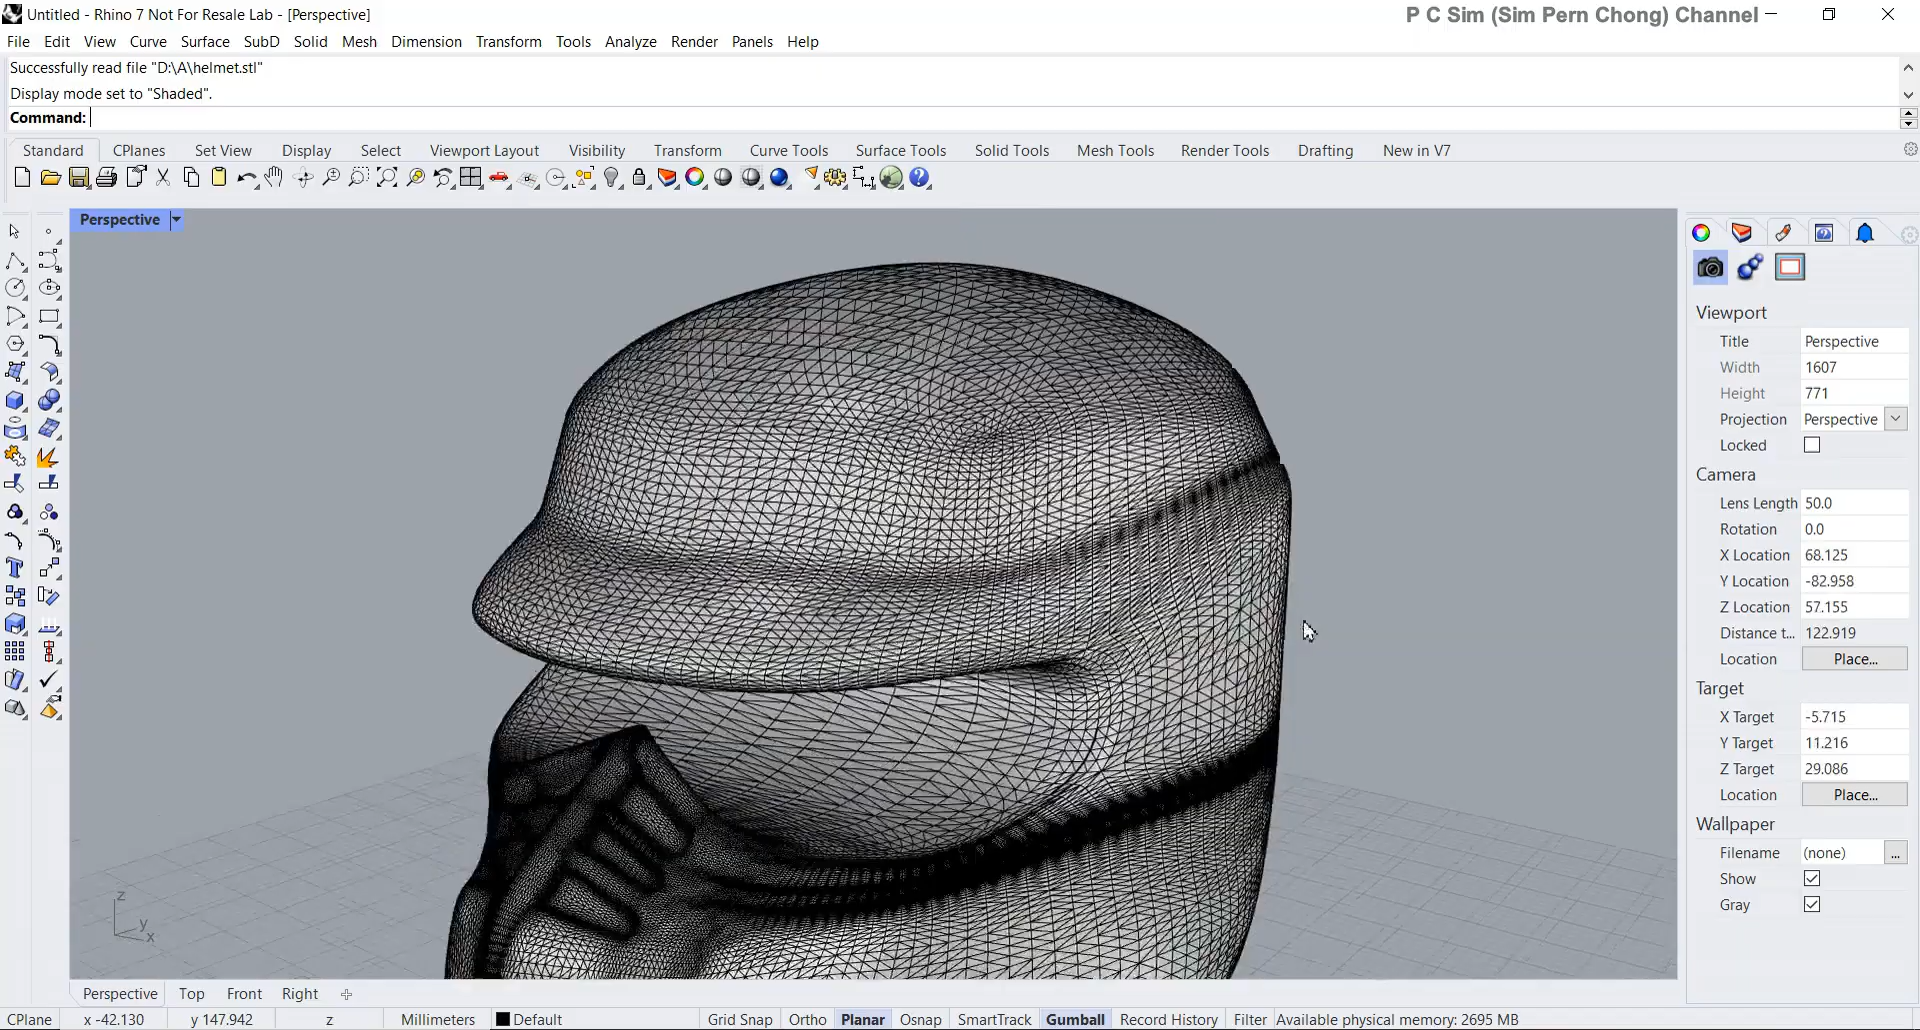 Untitled - Rhino 7 Not For Resale Lab - [Perspective]
P C Sim (Sim Pern Chong) Channel
File Edit View Curve Surface SubD Solid Mesh Dimension Transform Tools Analyze Render Panels Help
Successfully read file "D:\A\helmet.stl"
Display mode set to "Shaded".
Command:
Standard CPlanes Set View Display Select Viewport Layout Visibility Transform Curve Tools Surface Tools Solid Tools Mesh Tools Render Tools Drafting New in V7
Perspective
Viewport
Title Perspective
Width 1607
Height 771
Projection Perspective
Locked
Camera
Lens Length 50.0
Rotation 0.0
X Location 68.125
Y Location -82.958
Z Location 57.155
Distance t... 122.919
Location Place...
Target
X Target -5.715
Y Target 11.216
Z Target 29.086
Location Place...
Wallpaper
Filename (none) ...
Show
Gray
z
y
x
Perspective Top Front Right
CPlane x -42.130 y 147.942 z Millimeters Default Grid Snap Ortho Planar Osnap SmartTrack Gumball Record History Filter Available physical memory: 2695 MB